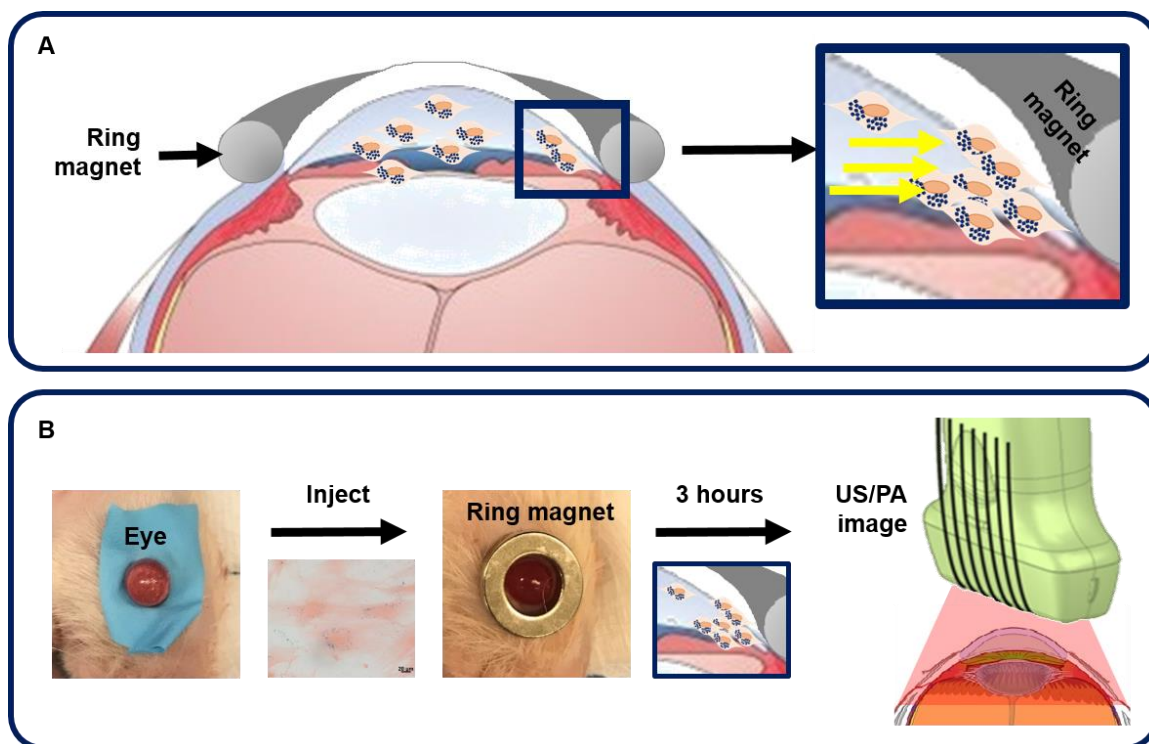 A
Ring
magnet
Ring
magnet
B
Eye
Inject
Ring magnet
3 hours
US/PA
image